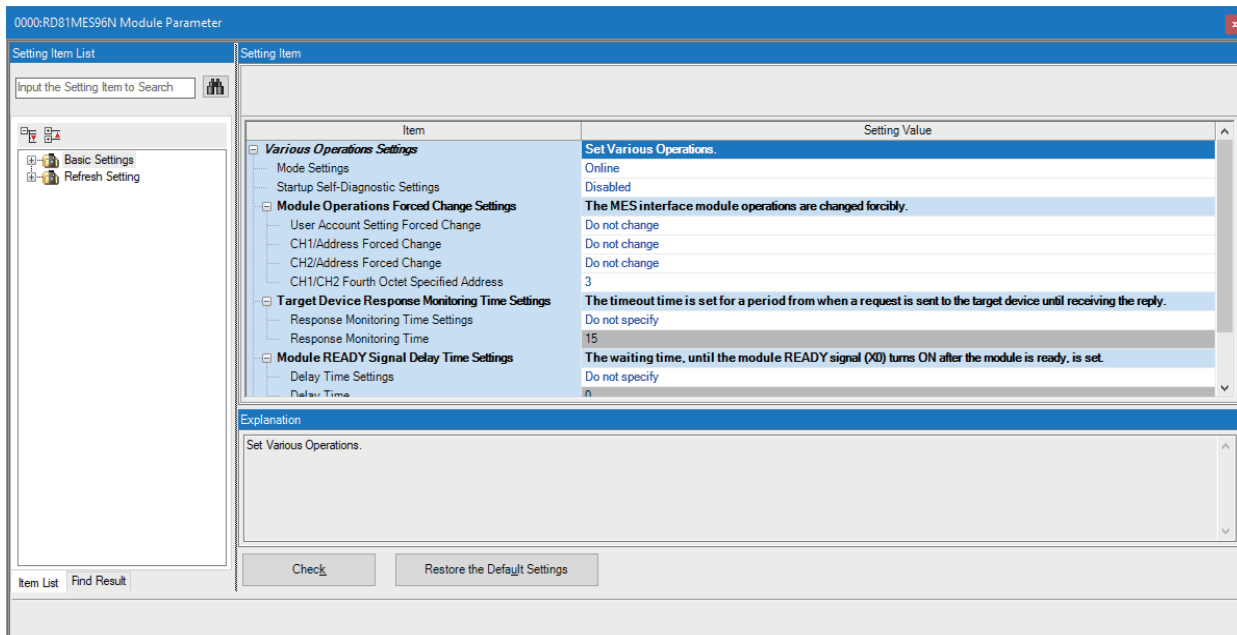 0000:RD81MES96N Module Parameter
Setting Item List
Input the Setting Item to Search
Basic Settings
Refresh Setting
Item List Find Result
Setting Item
Item Setting Value
Various Operations Settings Set Various Operations.
Mode Settings Online
Startup Self-Diagnostic Settings Disabled
Module Operations Forced Change Settings The MES interface module operations are changed forcibly.
User Account Setting Forced Change Do not change
CH1/Address Forced Change Do not change
CH2/Address Forced Change Do not change
CH1/CH2 Fourth Octet Specified Address 3
Target Device Response Monitoring Time Settings The timeout time is set for a period from when a request is sent to the target device until receiving the reply.
Response Monitoring Time Settings Do not specify
Response Monitoring Time 15
Module READY Signal Delay Time Settings The waiting time, until the module READY signal (X0) turns ON after the module is ready, is set.
Delay Time Settings Do not specify
Delay Time 0
Explanation
Set Various Operations.
Check Restore the Default Settings